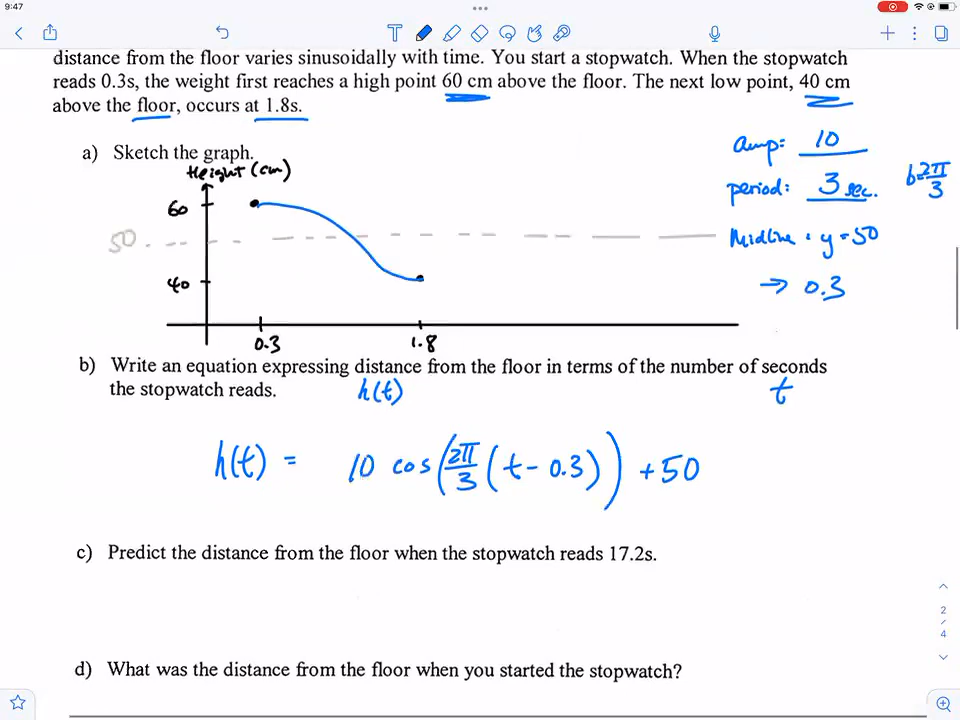 9:47
distance from the floor varies sinusoidally with time. You start a stopwatch. When the stopwatch
reads 0.3s, the weight first reaches a high point 60 cm above the floor. The next low point, 40 cm
above the floor, occurs at 1.8s.
a) Sketch the graph.
Height (cm)
60
50
40
0.3
1.8
amp: 10
period: 3 sec.
b=2π/3
Midline : y=50
→ 0.3
b) Write an equation expressing distance from the floor in terms of the number of seconds
the stopwatch reads.
h(t)
t
h(t) = 10 cos(2π/3 (t - 0.3)) + 50
c) Predict the distance from the floor when the stopwatch reads 17.2s.
d) What was the distance from the floor when you started the stopwatch?
2
/
4